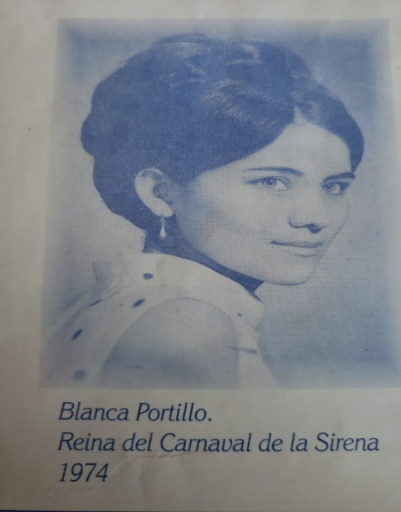 Blanca Portillo.
Reina del Carnaval de la Sirena
1974